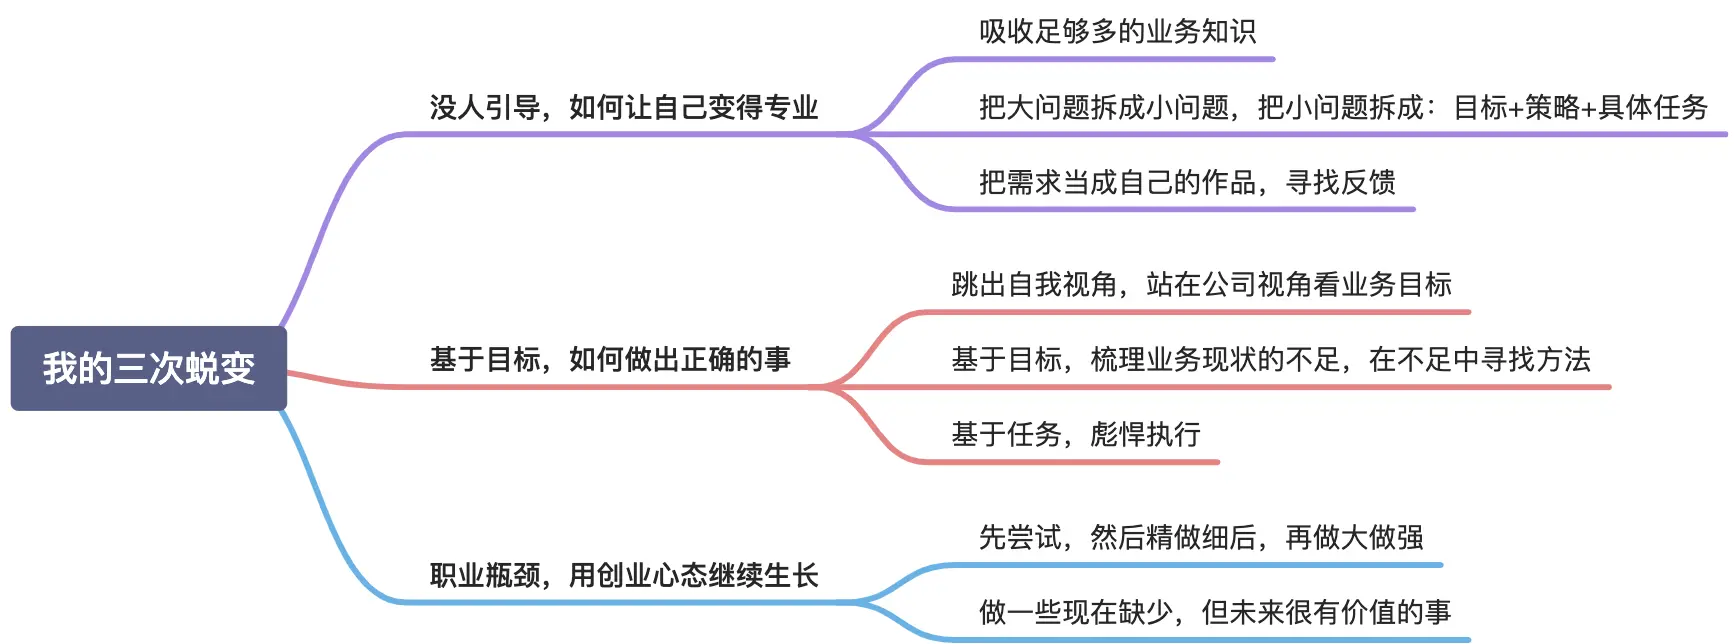 我的三次蜕变
没人引导，如何让自己变得专业
吸收足够多的业务知识
把大问题拆成小问题，把小问题拆成：目标+策略+具体任务
把需求当成自己的作品，寻找反馈
基于目标，如何做出正确的事
跳出自我视角，站在公司视角看业务目标
基于目标，梳理业务现状的不足，在不足中寻找方法
基于任务，彪悍执行
职业瓶颈，用创业心态继续生长
先尝试，然后精做细后，再做大做强
做一些现在缺少，但未来很有价值的事